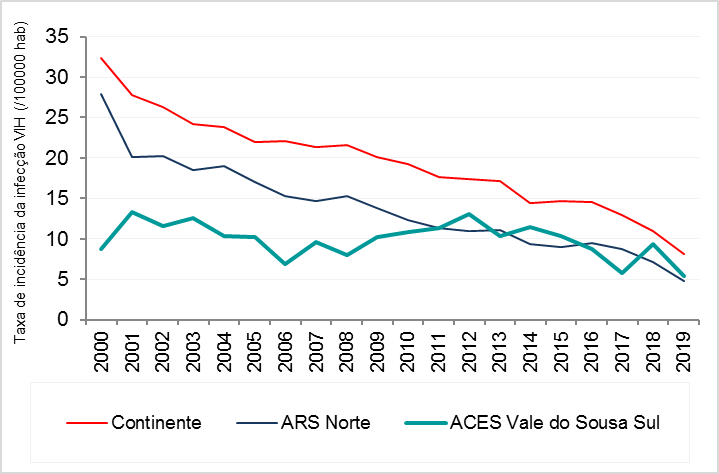 Taxa de incidência da infecção VIH (/100000 hab)
35
30
25
20
15
10
5
0
2000 2001 2002 2003 2004 2005 2006 2007 2008 2009 2010 2011 2012 2013 2014 2015 2016 2017 2018 2019
Continente ARS Norte ACES Vale do Sousa Sul